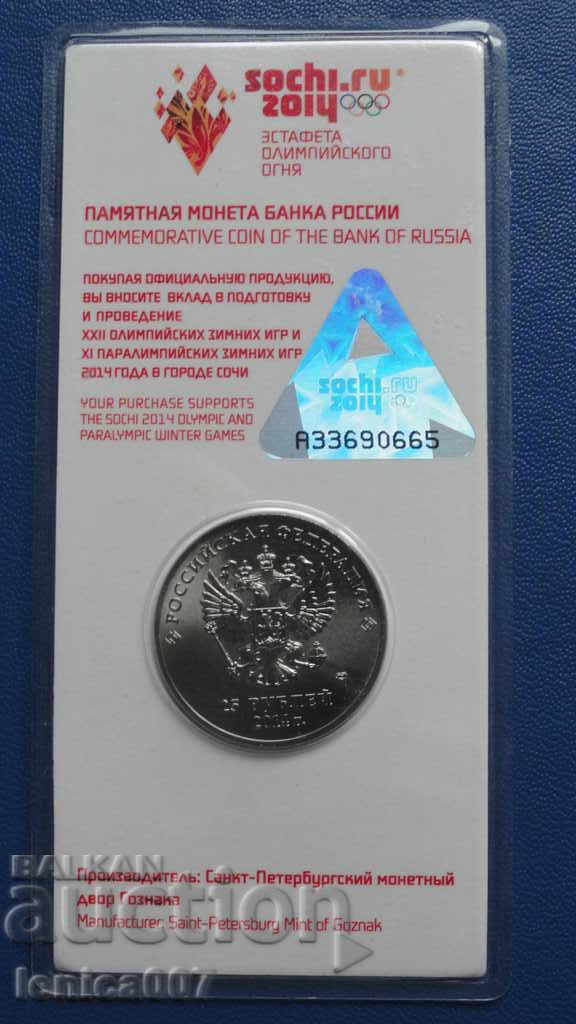 sochi.ru
2014
ЭСТАФЕТА
ОЛИМПИЙСКОГО
ОГНЯ
ПАМЯТНАЯ МОНЕТА БАНКА РОССИИ
COMMEMORATIVE COIN OF THE BANK OF RUSSIA
ПОКУПАЯ ОФИЦИАЛЬНУЮ ПРОДУКЦИЮ,
ВЫ ВНОСИТЕ ВКЛАД В ПОДГОТОВКУ
И ПРОВЕДЕНИЕ
XXII ОЛИМПИЙСКИХ ЗИМНИХ ИГР И
XI ПАРАЛИМПИЙСКИХ ЗИМНИХ ИГР
2014 ГОДА В ГОРОДЕ СОЧИ
YOUR PURCHASE SUPPORTS
THE SOCHI 2014 OLYMPIC AND
PARALYMPIC WINTER GAMES
sochi.ru
2014
A33690665
РОССИЙСКАЯ ФЕДЕРАЦИЯ
25 РУБЛЕЙ
Производитель: Санкт-Петербургский монетный
двор Гознака
Manufacturer: Saint-Petersburg Mint of Goznak
BALKAN
auction
lenica007